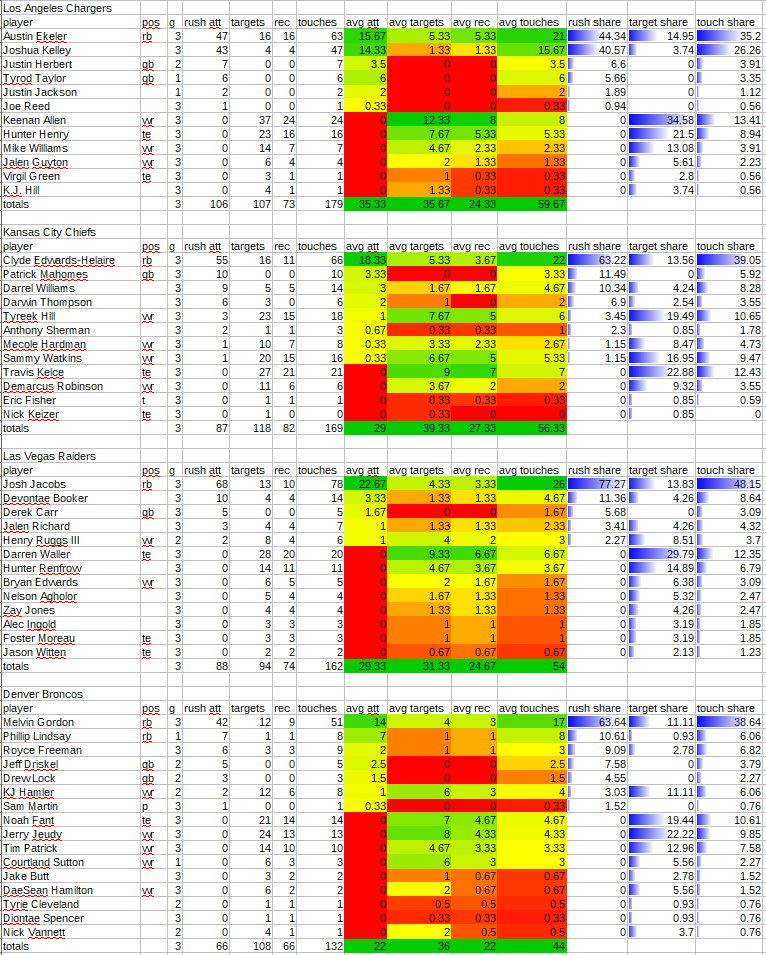 Los Angeles Chargers
player pos g rush att targets rec touches avg att avg targets avg rec avg touches rush share target share touch share
Austin Ekeler rb 3 47 16 16 63 15.67 5.33 5.33 21 44.34 14.95 35.2
Joshua Kelley 3 43 4 4 47 14.33 1.33 1.33 15.67 40.57 3.74 26.26
Justin Herbert qb 2 7 0 0 7 3.5 0 0 3.5 6.6 0 3.91
Tyrod Taylor qb 1 6 0 0 6 6 0 0 6 5.66 0 3.35
Justin Jackson 1 2 0 0 2 2 0 0 2 1.89 0 1.12
Joe Reed 3 1 0 0 1 0.33 0 0 0.33 0.94 0 0.56
Keenan Allen wr 3 0 37 24 24 0 12.33 8 8 0 34.58 13.41
Hunter Henry te 3 0 23 16 16 0 7.67 5.33 5.33 0 21.5 8.94
Mike Williams wr 3 0 14 7 7 0 4.67 2.33 2.33 0 13.08 3.91
Jalen Guyton wr 3 0 6 4 4 0 2 1.33 1.33 0 5.61 2.23
Virgil Green te 3 0 3 1 1 0 1 0.33 0.33 0 2.8 0.56
K.J. Hill 3 0 4 1 1 0 1.33 0.33 0.33 0 3.74 0.56
totals 3 106 107 73 179 35.33 35.67 24.33 59.67
Kansas City Chiefs
player pos g rush att targets rec touches avg att avg targets avg rec avg touches rush share target share touch share
Clyde Edwards-Helaire rb 3 55 16 11 66 18.33 5.33 3.67 22 63.22 13.56 39.05
Patrick Mahomes qb 3 10 0 0 10 3.33 0 0 3.33 11.49 0 5.92
Darrel Williams 3 9 5 5 14 3 1.67 1.67 4.67 10.34 4.24 8.28
Darwin Thompson 3 6 3 0 6 2 1 0 2 6.9 2.54 3.55
Tyreek Hill wr 3 3 23 15 18 1 7.67 5 6 3.45 19.49 10.65
Anthony Sherman 3 2 1 1 3 0.67 0.33 0.33 1 2.3 0.85 1.78
Mecole Hardman wr 3 1 10 7 8 0.33 3.33 2.33 2.67 1.15 8.47 4.73
Sammy Watkins wr 3 1 20 15 16 0.33 6.67 5 5.33 1.15 16.95 9.47
Travis Kelce te 3 0 27 21 21 0 9 7 7 0 22.88 12.43
Demarcus Robinson wr 3 0 11 6 6 0 3.67 2 2 0 9.32 3.55
Eric Fisher t 3 0 1 1 1 0 0.33 0.33 0.33 0 0.85 0.59
Nick Keizer te 3 0 1 0 0 0 0.33 0 0 0 0.85 0
totals 3 87 118 82 169 29 39.33 27.33 56.33
Las Vegas Raiders
player pos g rush att targets rec touches avg att avg targets avg rec avg touches rush share target share touch share
Josh Jacobs rb 3 68 13 10 78 22.67 4.33 3.33 26 77.27 13.83 48.15
Devontae Booker 3 10 4 4 14 3.33 1.33 1.33 4.67 11.36 4.26 8.64
Derek Carr qb 3 5 0 0 5 1.67 0 0 1.67 5.68 0 3.09
Jalen Richard 3 3 4 4 7 1 1.33 1.33 2.33 3.41 4.26 4.32
Henry Ruggs III wr 2 2 8 4 6 1 4 2 3 2.27 8.51 3.7
Darren Waller te 3 0 28 20 20 0 9.33 6.67 6.67 0 29.79 12.35
Hunter Renfrow 3 0 14 11 11 0 4.67 3.67 3.67 0 14.89 6.79
Bryan Edwards wr 3 0 6 5 5 0 2 1.67 1.67 0 6.38 3.09
Nelson Agholor 3 0 5 4 4 0 1.67 1.33 1.33 0 5.32 2.47
Zay Jones 3 0 4 4 4 0 1.33 1.33 1.33 0 4.26 2.47
Alec Ingold 3 0 3 3 3 0 1 1 1 0 3.19 1.85
Foster Moreau te 3 0 3 3 3 0 1 1 1 0 3.19 1.85
Jason Witten te 3 0 2 2 2 0 0.67 0.67 0.67 0 2.13 1.23
totals 3 88 94 74 162 29.33 31.33 24.67 54
Denver Broncos
player pos g rush att targets rec touches avg att avg targets avg rec avg touches rush share target share touch share
Melvin Gordon rb 3 42 12 9 51 14 4 3 17 63.64 11.11 38.64
Phillip Lindsay rb 1 7 1 1 8 7 1 1 8 10.61 0.93 6.06
Royce Freeman 3 6 3 3 9 2 1 1 3 9.09 2.78 6.82
Jeff Driskel qb 2 5 0 0 5 2.5 0 0 2.5 7.58 0 3.79
Drew Lock qb 2 3 0 0 3 1.5 0 0 1.5 4.55 0 2.27
KJ Hamler wr 2 2 12 6 8 1 6 3 4 3.03 11.11 6.06
Sam Martin p 3 1 0 0 1 0.33 0 0 0.33 1.52 0 0.76
Noah Fant te 3 0 21 14 14 0 7 4.67 4.67 0 19.44 10.61
Jerry Jeudy wr 3 0 24 13 13 0 8 4.33 4.33 0 22.22 9.85
Tim Patrick wr 3 0 14 10 10 0 4.67 3.33 3.33 0 12.96 7.58
Courtland Sutton wr 1 0 6 3 3 0 6 3 3 0 5.56 2.27
Jake Butt 3 0 3 2 2 0 1 0.67 0.67 0 2.78 1.52
DaeSean Hamilton wr 3 0 6 2 2 0 2 0.67 0.67 0 5.56 1.52
Tyrie Cleveland 2 0 1 1 1 0 0.5 0.5 0.5 0 0.93 0.76
Diontae Spencer 3 0 1 1 1 0 0.33 0.33 0.33 0 0.93 0.76
Nick Vannett 2 0 4 1 1 0 2 0.5 0.5 0 3.7 0.76
totals 3 66 108 66 132 22 36 22 44